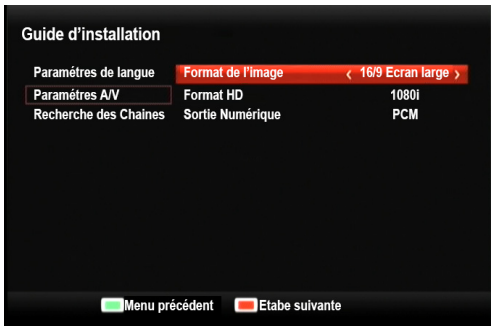 Guide d'installation
Paramétres de langue Format de l'image ‹ 16/9 Ecran large ›
Paramétres A/V Format HD 1080i
Recherche des Chaines Sortie Numérique PCM
Menu précédent Etabe suivante